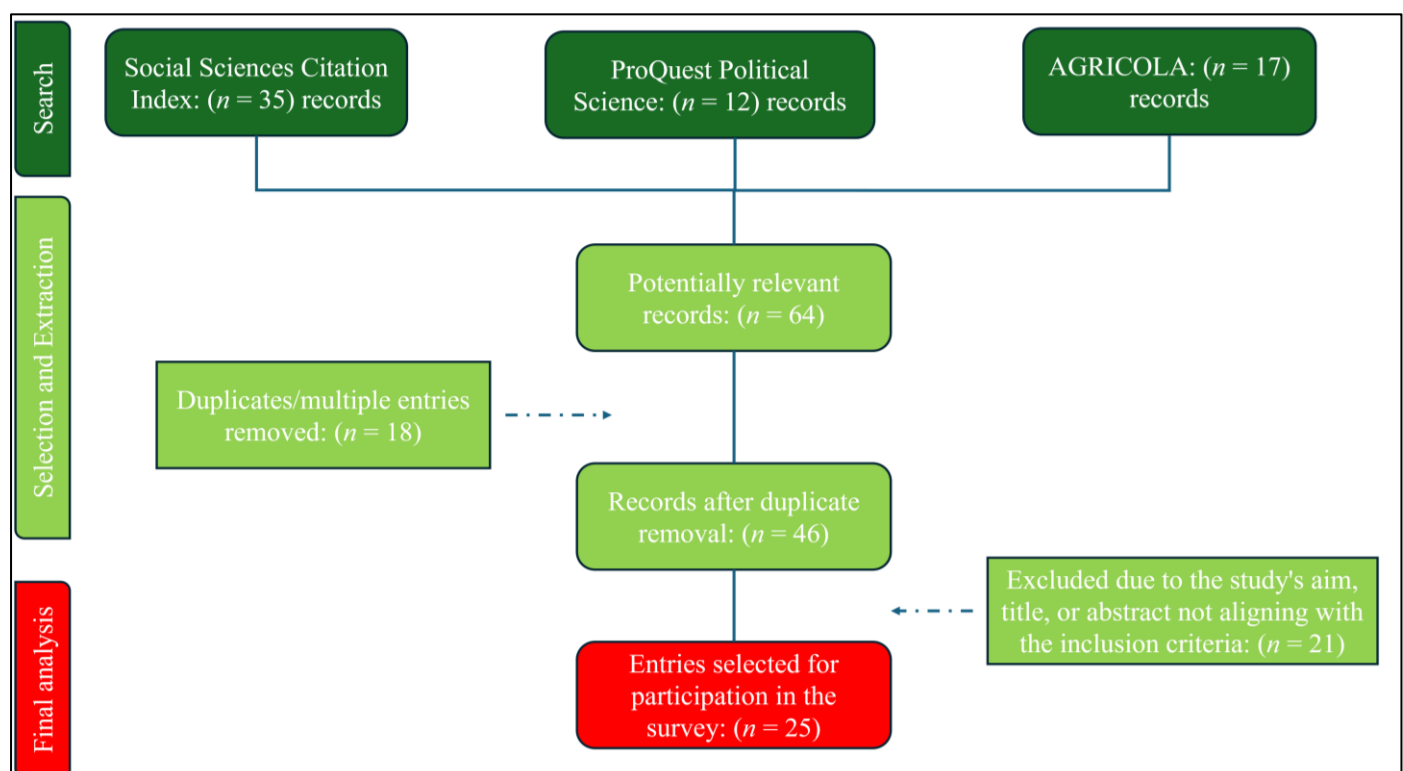 Search
Social Sciences Citation
Index: (n = 35) records
ProQuest Political
Science: (n = 12) records
AGRICOLA: (n = 17)
records
Selection and Extraction
Potentially relevant
records: (n = 64)
Duplicates/multiple entries
removed: (n = 18)
Records after duplicate
removal: (n = 46)
Final analysis
Excluded due to the study's aim,
title, or abstract not aligning with
the inclusion criteria: (n = 21)
Entries selected for
participation in the
survey: (n = 25)